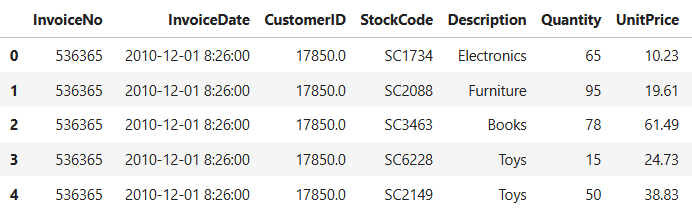 InvoiceNo InvoiceDate CustomerID StockCode Description Quantity UnitPrice
0 536365 2010-12-01 8:26:00 17850.0 SC1734 Electronics 65 10.23
1 536365 2010-12-01 8:26:00 17850.0 SC2088 Furniture 95 19.61
2 536365 2010-12-01 8:26:00 17850.0 SC3463 Books 78 61.49
3 536365 2010-12-01 8:26:00 17850.0 SC6228 Toys 15 24.73
4 536365 2010-12-01 8:26:00 17850.0 SC2149 Toys 50 38.83